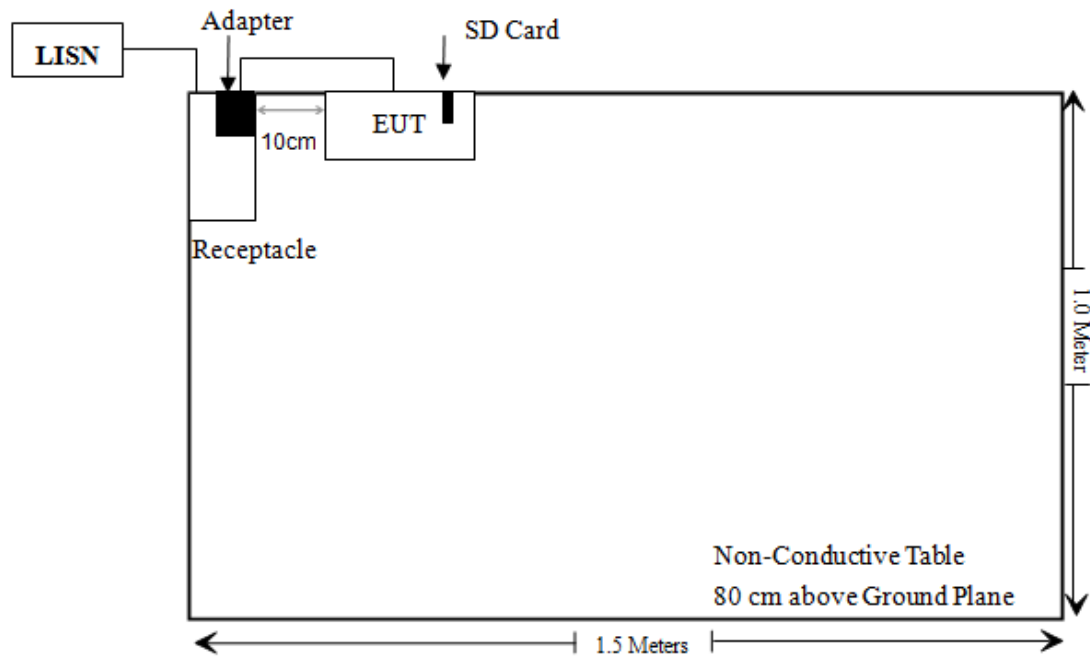 Adapter
SD Card
LISN
EUT
10cm
Receptacle
1.0 Meter
Non-Conductive Table
80 cm above Ground Plane
1.5 Meters